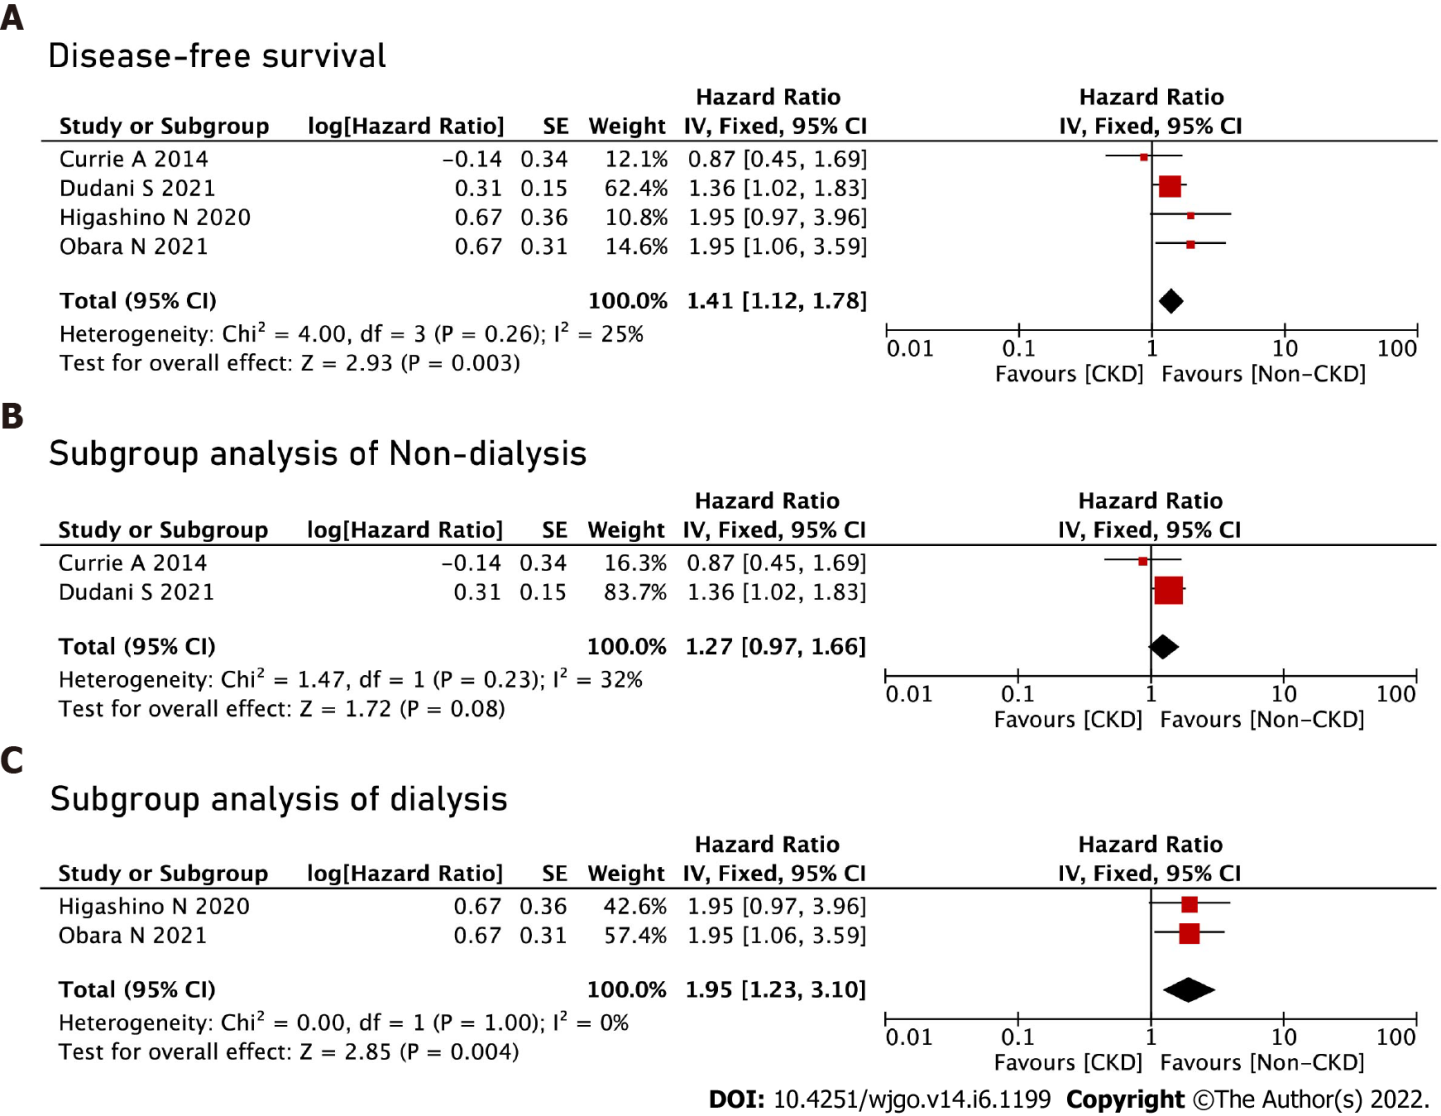 A
Disease-free survival
Hazard Ratio Hazard Ratio
Study or Subgroup log[Hazard Ratio] SE Weight IV, Fixed, 95% CI IV, Fixed, 95% CI
Currie A 2014 −0.14 0.34 12.1% 0.87 [0.45, 1.69]
Dudani S 2021 0.31 0.15 62.4% 1.36 [1.02, 1.83]
Higashino N 2020 0.67 0.36 10.8% 1.95 [0.97, 3.96]
Obara N 2021 0.67 0.31 14.6% 1.95 [1.06, 3.59]
Total (95% CI) 100.0% 1.41 [1.12, 1.78]
Heterogeneity: Chi² = 4.00, df = 3 (P = 0.26); I² = 25%
Test for overall effect: Z = 2.93 (P = 0.003)
0.01 0.1 1 10 100
Favours [CKD] Favours [Non−CKD]
B
Subgroup analysis of Non-dialysis
Hazard Ratio Hazard Ratio
Study or Subgroup log[Hazard Ratio] SE Weight IV, Fixed, 95% CI IV, Fixed, 95% CI
Currie A 2014 −0.14 0.34 16.3% 0.87 [0.45, 1.69]
Dudani S 2021 0.31 0.15 83.7% 1.36 [1.02, 1.83]
Total (95% CI) 100.0% 1.27 [0.97, 1.66]
Heterogeneity: Chi² = 1.47, df = 1 (P = 0.23); I² = 32%
Test for overall effect: Z = 1.72 (P = 0.08)
0.01 0.1 1 10 100
Favours [CKD] Favours [Non−CKD]
C
Subgroup analysis of dialysis
Hazard Ratio Hazard Ratio
Study or Subgroup log[Hazard Ratio] SE Weight IV, Fixed, 95% CI IV, Fixed, 95% CI
Higashino N 2020 0.67 0.36 42.6% 1.95 [0.97, 3.96]
Obara N 2021 0.67 0.31 57.4% 1.95 [1.06, 3.59]
Total (95% CI) 100.0% 1.95 [1.23, 3.10]
Heterogeneity: Chi² = 0.00, df = 1 (P = 1.00); I² = 0%
Test for overall effect: Z = 2.85 (P = 0.004)
0.01 0.1 1 10 100
Favours [CKD] Favours [Non−CKD]
DOI: 10.4251/wjgo.v14.i6.1199 Copyright ©The Author(s) 2022.